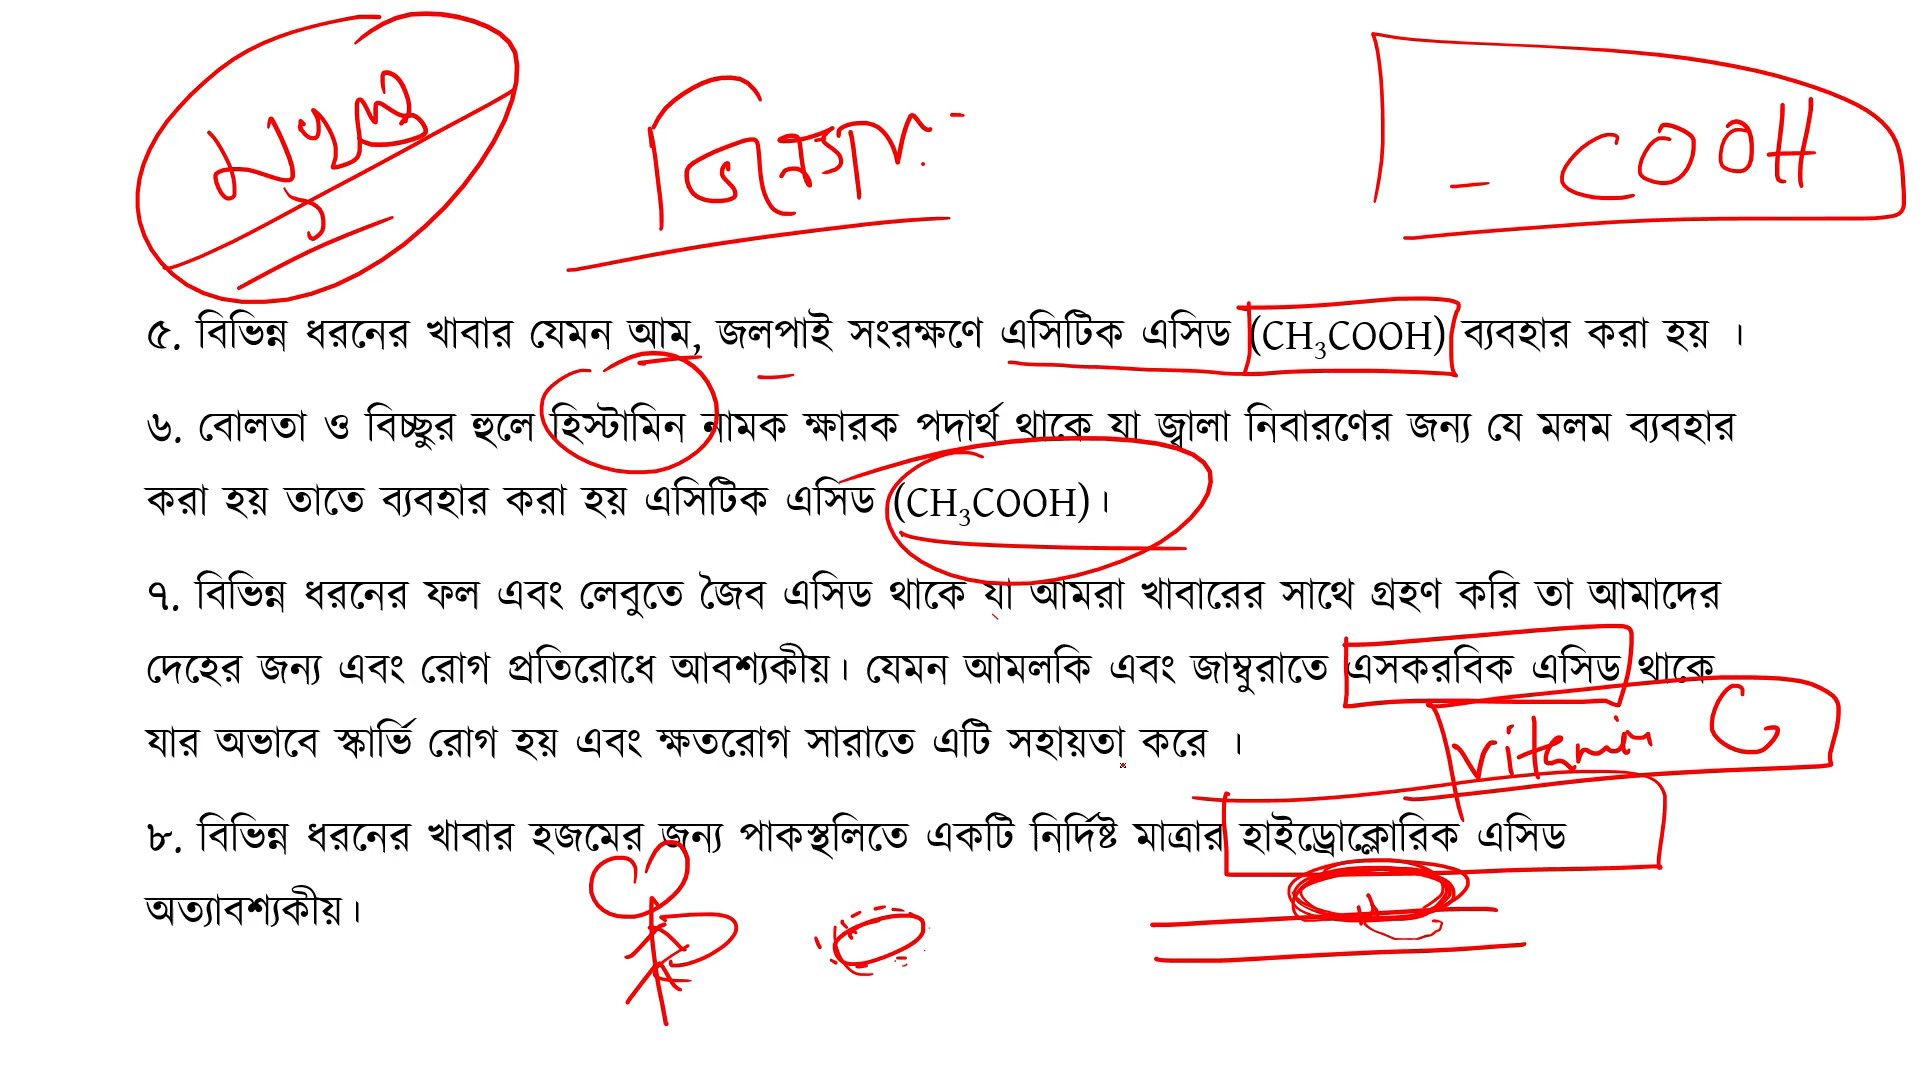 মুখস্ত
ভিনেগার
- COOH
৫. বিভিন্ন ধরনের খাবার যেমন আম, জলপাই সংরক্ষণে এসিটিক এসিড (CH₃COOH) ব্যবহার করা হয় ।
৬. বোলতা ও বিচ্ছুর হুলে হিস্টামিন নামক ক্ষারক পদার্থ থাকে যা জ্বালা নিবারণের জন্য যে মলম ব্যবহার
করা হয় তাতে ব্যবহার করা হয় এসিটিক এসিড (CH₃COOH)।
৭. বিভিন্ন ধরনের ফল এবং লেবুতে জৈব এসিড থাকে যা আমরা খাবারের সাথে গ্রহণ করি তা আমাদের
দেহের জন্য এবং রোগ প্রতিরোধে আবশ্যকীয়। যেমন আমলকি এবং জাম্বুরাতে এসকরবিক এসিড থাকে
যার অভাবে স্কার্ভি রোগ হয় এবং ক্ষতরোগ সারাতে এটি সহায়তা করে ।
vitamin C
৮. বিভিন্ন ধরনের খাবার হজমের জন্য পাকস্থলিতে একটি নির্দিষ্ট মাত্রার হাইড্রোক্লোরিক এসিড
অত্যাবশ্যকীয়।